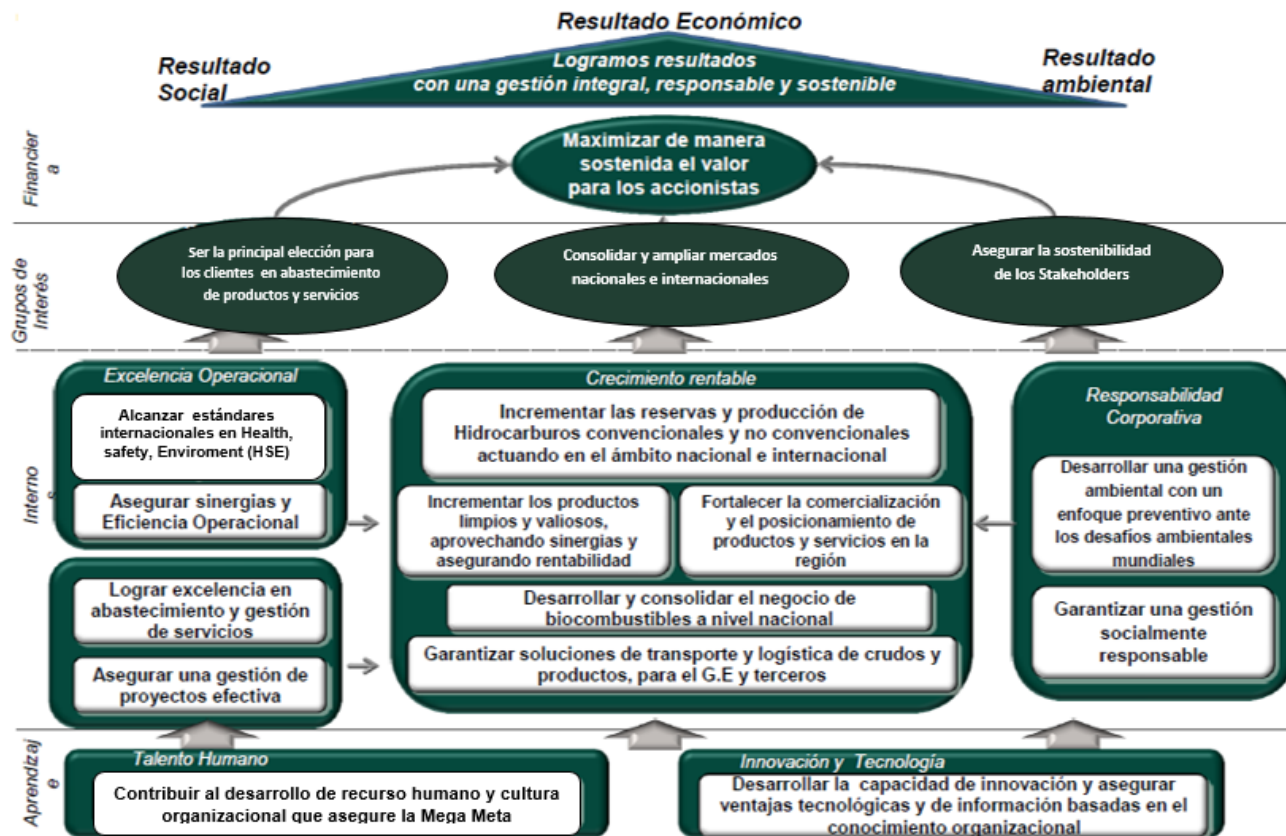 Resultado Económico
Resultado
Social
Logramos resultados
con una gestión integral, responsable y sostenible
Resultado
ambiental
Financier
a
Maximizar de manera
sostenida el valor
para los accionistas
Grupos de
Interés
Ser la principal elección para
los clientes en abastecimiento
de productos y servicios
Consolidar y ampliar mercados
nacionales e internacionales
Asegurar la sostenibilidad
de los Stakeholders
Interno
s
Excelencia Operacional
Alcanzar estándares
internacionales en Health,
safety, Enviroment (HSE)
Asegurar sinergias y
Eficiencia Operacional
Lograr excelencia en
abastecimiento y gestión
de servicios
Asegurar una gestión de
proyectos efectiva
Crecimiento rentable
Incrementar las reservas y producción de
Hidrocarburos convencionales y no convencionales
actuando en el ámbito nacional e internacional
Incrementar los productos
limpios y valiosos,
aprovechando sinergias y
asegurando rentabilidad
Fortalecer la comercialización
y el posicionamiento de
productos y servicios en la
región
Desarrollar y consolidar el negocio de
biocombustibles a nivel nacional
Garantizar soluciones de transporte y logística de crudos y
productos, para el G.E y terceros
Responsabilidad
Corporativa
Desarrollar una gestión
ambiental con un
enfoque preventivo ante
los desafíos ambientales
mundiales
Garantizar una gestión
socialmente
responsable
Aprendizaj
e
Talento Humano
Contribuir al desarrollo de recurso humano y cultura
organizacional que asegure la Mega Meta
Innovación y Tecnología
Desarrollar la capacidad de innovación y asegurar
ventajas tecnológicas y de información basadas en el
conocimiento organizacional